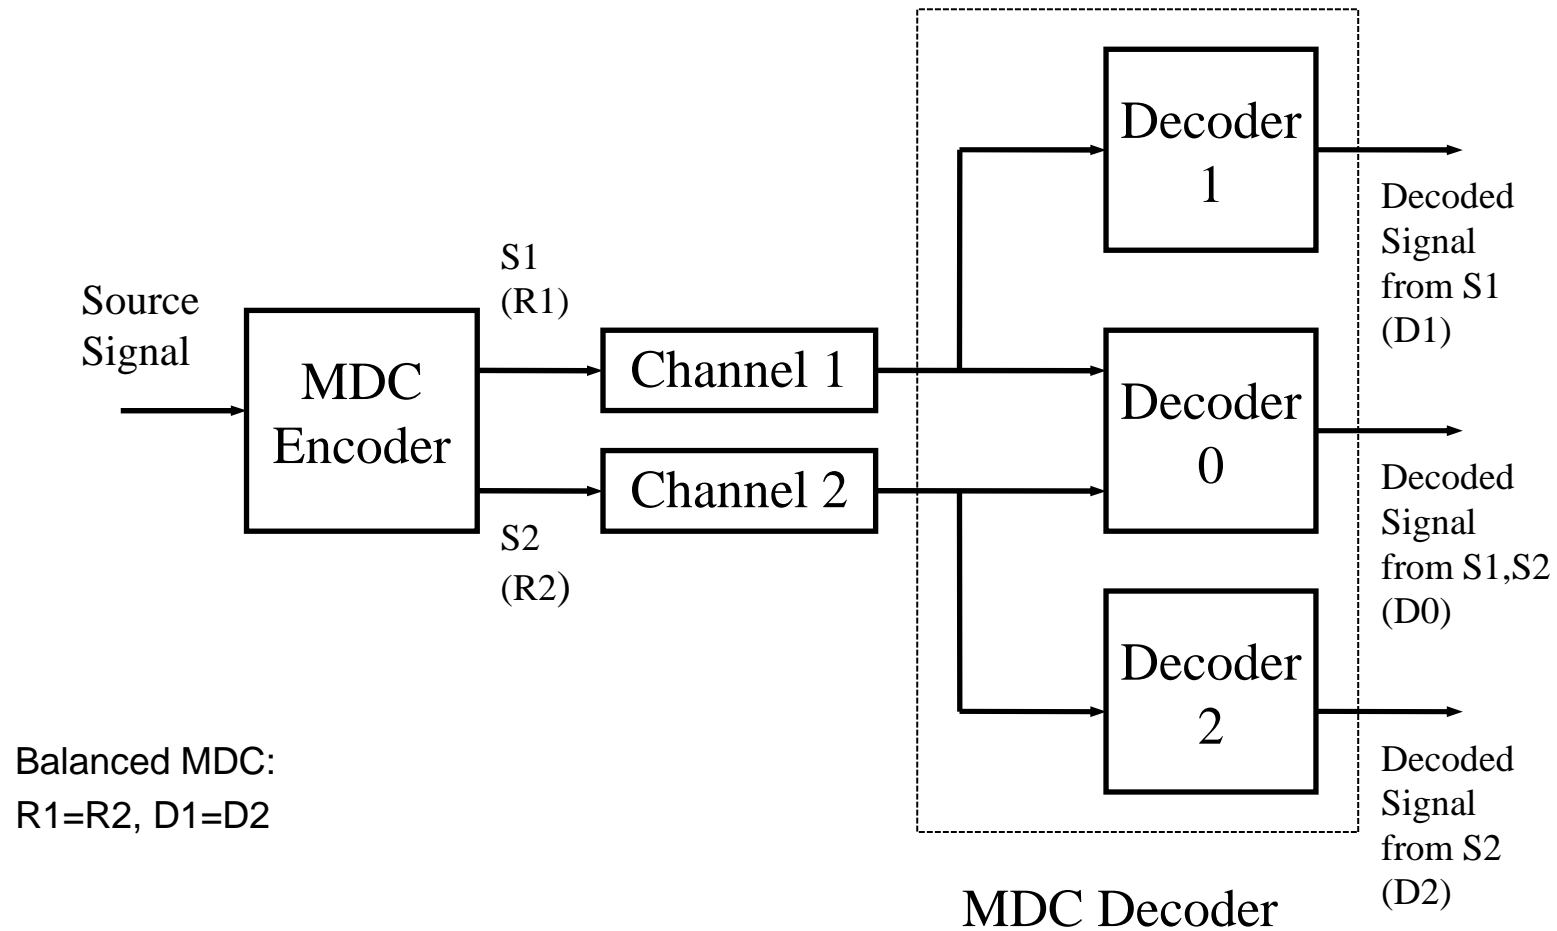 Source
Signal
MDC
Encoder
S1
(R1)
S2
(R2)
Channel 1
Channel 2
Decoder
1
Decoder
0
Decoder
2
Decoded
Signal
from S1
(D1)
Decoded
Signal
from S1,S2
(D0)
Decoded
Signal
from S2
(D2)
Balanced MDC:
R1=R2, D1=D2
MDC Decoder